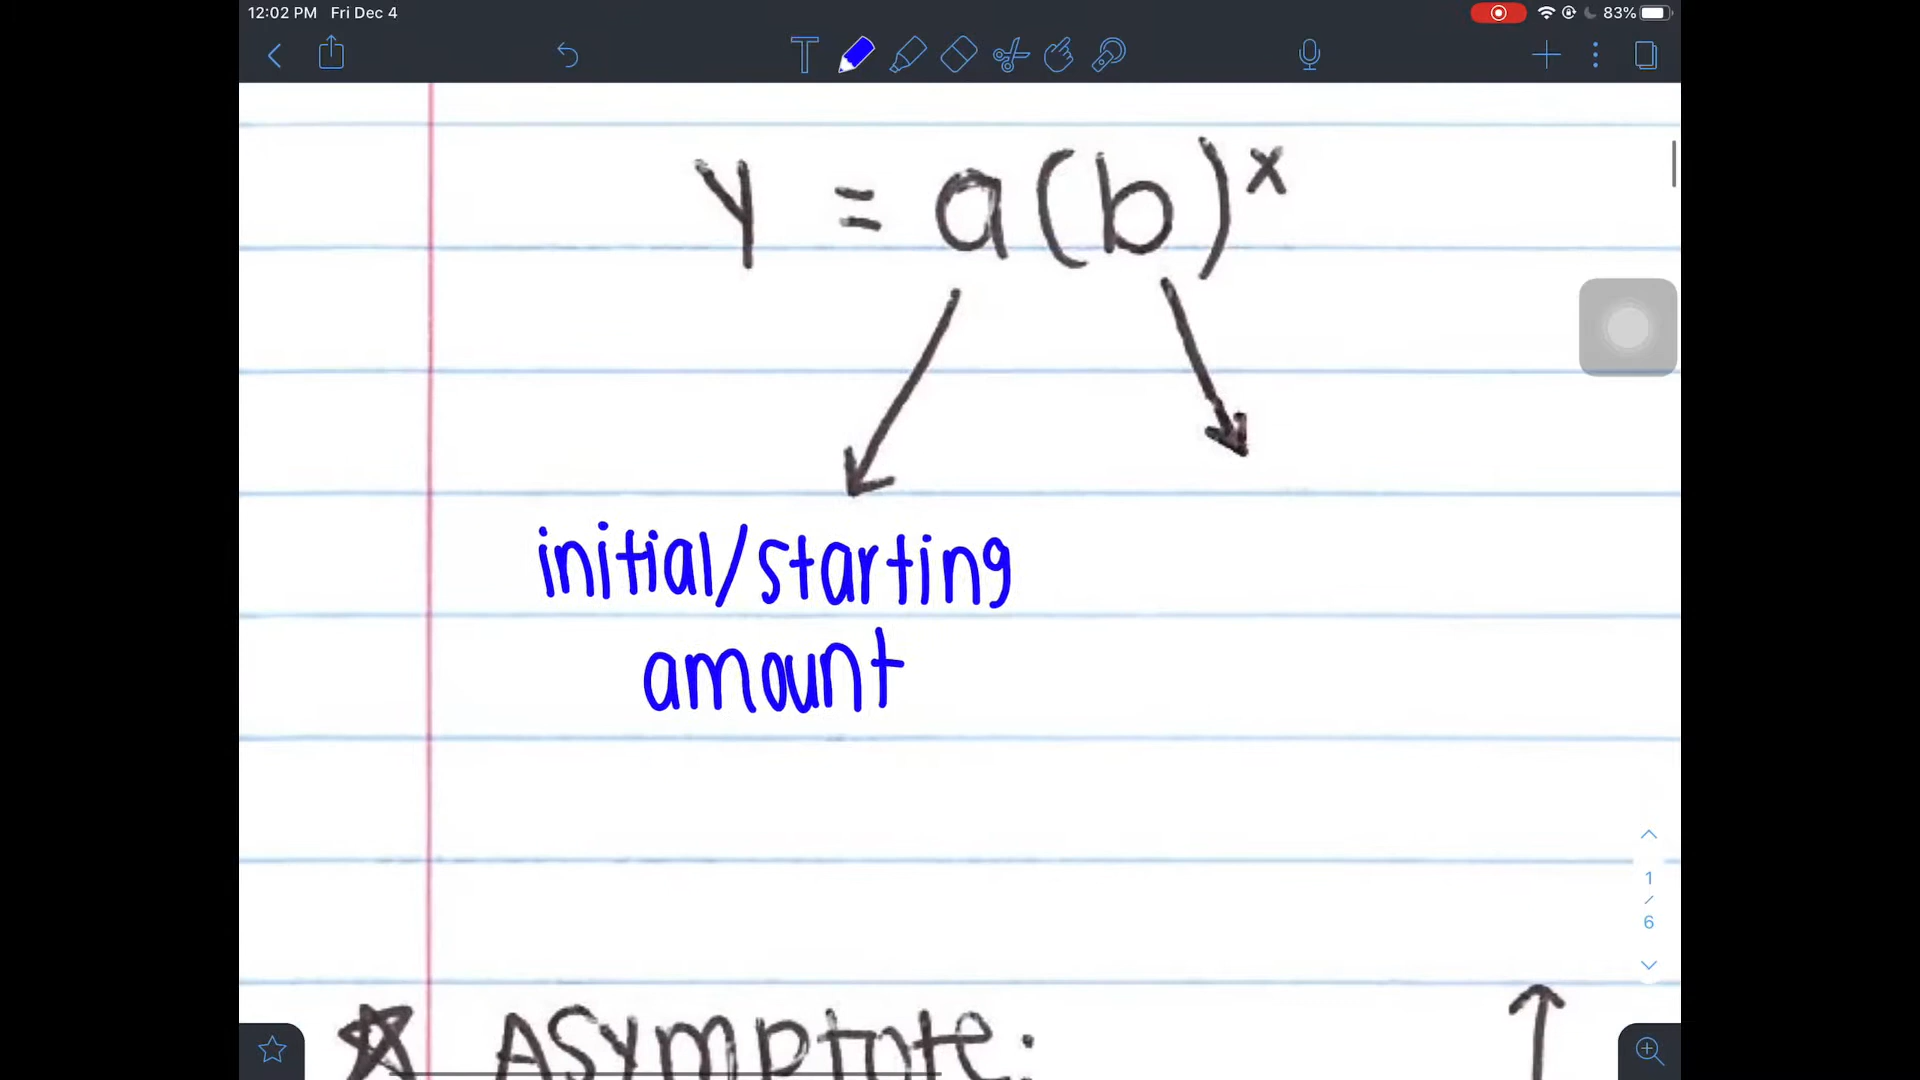 12:02 PM Fri Dec 4
83%
y = a(b)^x
initial/starting
amount
1
/
6
Asymptote: